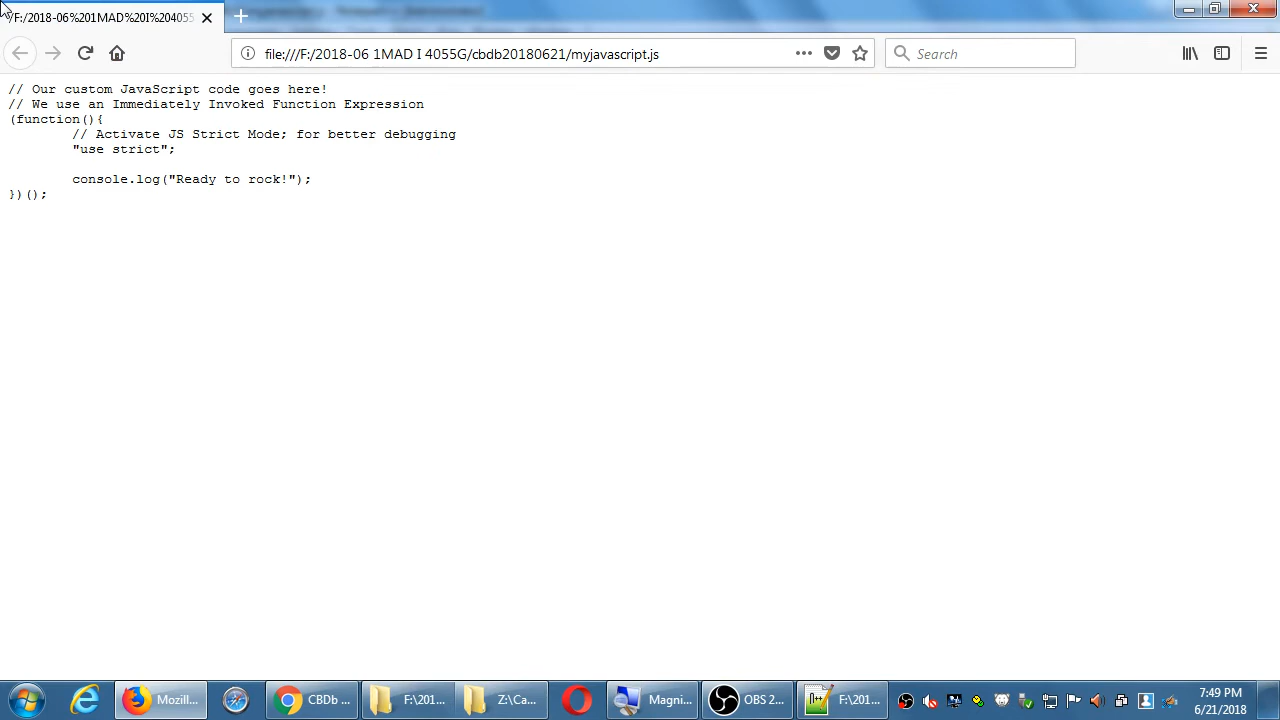 F:/2018-06%201MAD%20I%204055
file:///F:/2018-06 1MAD I 4055G/cbdb20180621/myjavascript.js
Search
// Our custom JavaScript code goes here!
// We use an Immediately Invoked Function Expression
(function(){
// Activate JS Strict Mode; for better debugging
"use strict";
console.log("Ready to rock!");
})();
Mozill...
CBDb ...
F:\201...
Z:\Ca...
Magni...
OBS 2...
F:\201...
7:49 PM
6/21/2018